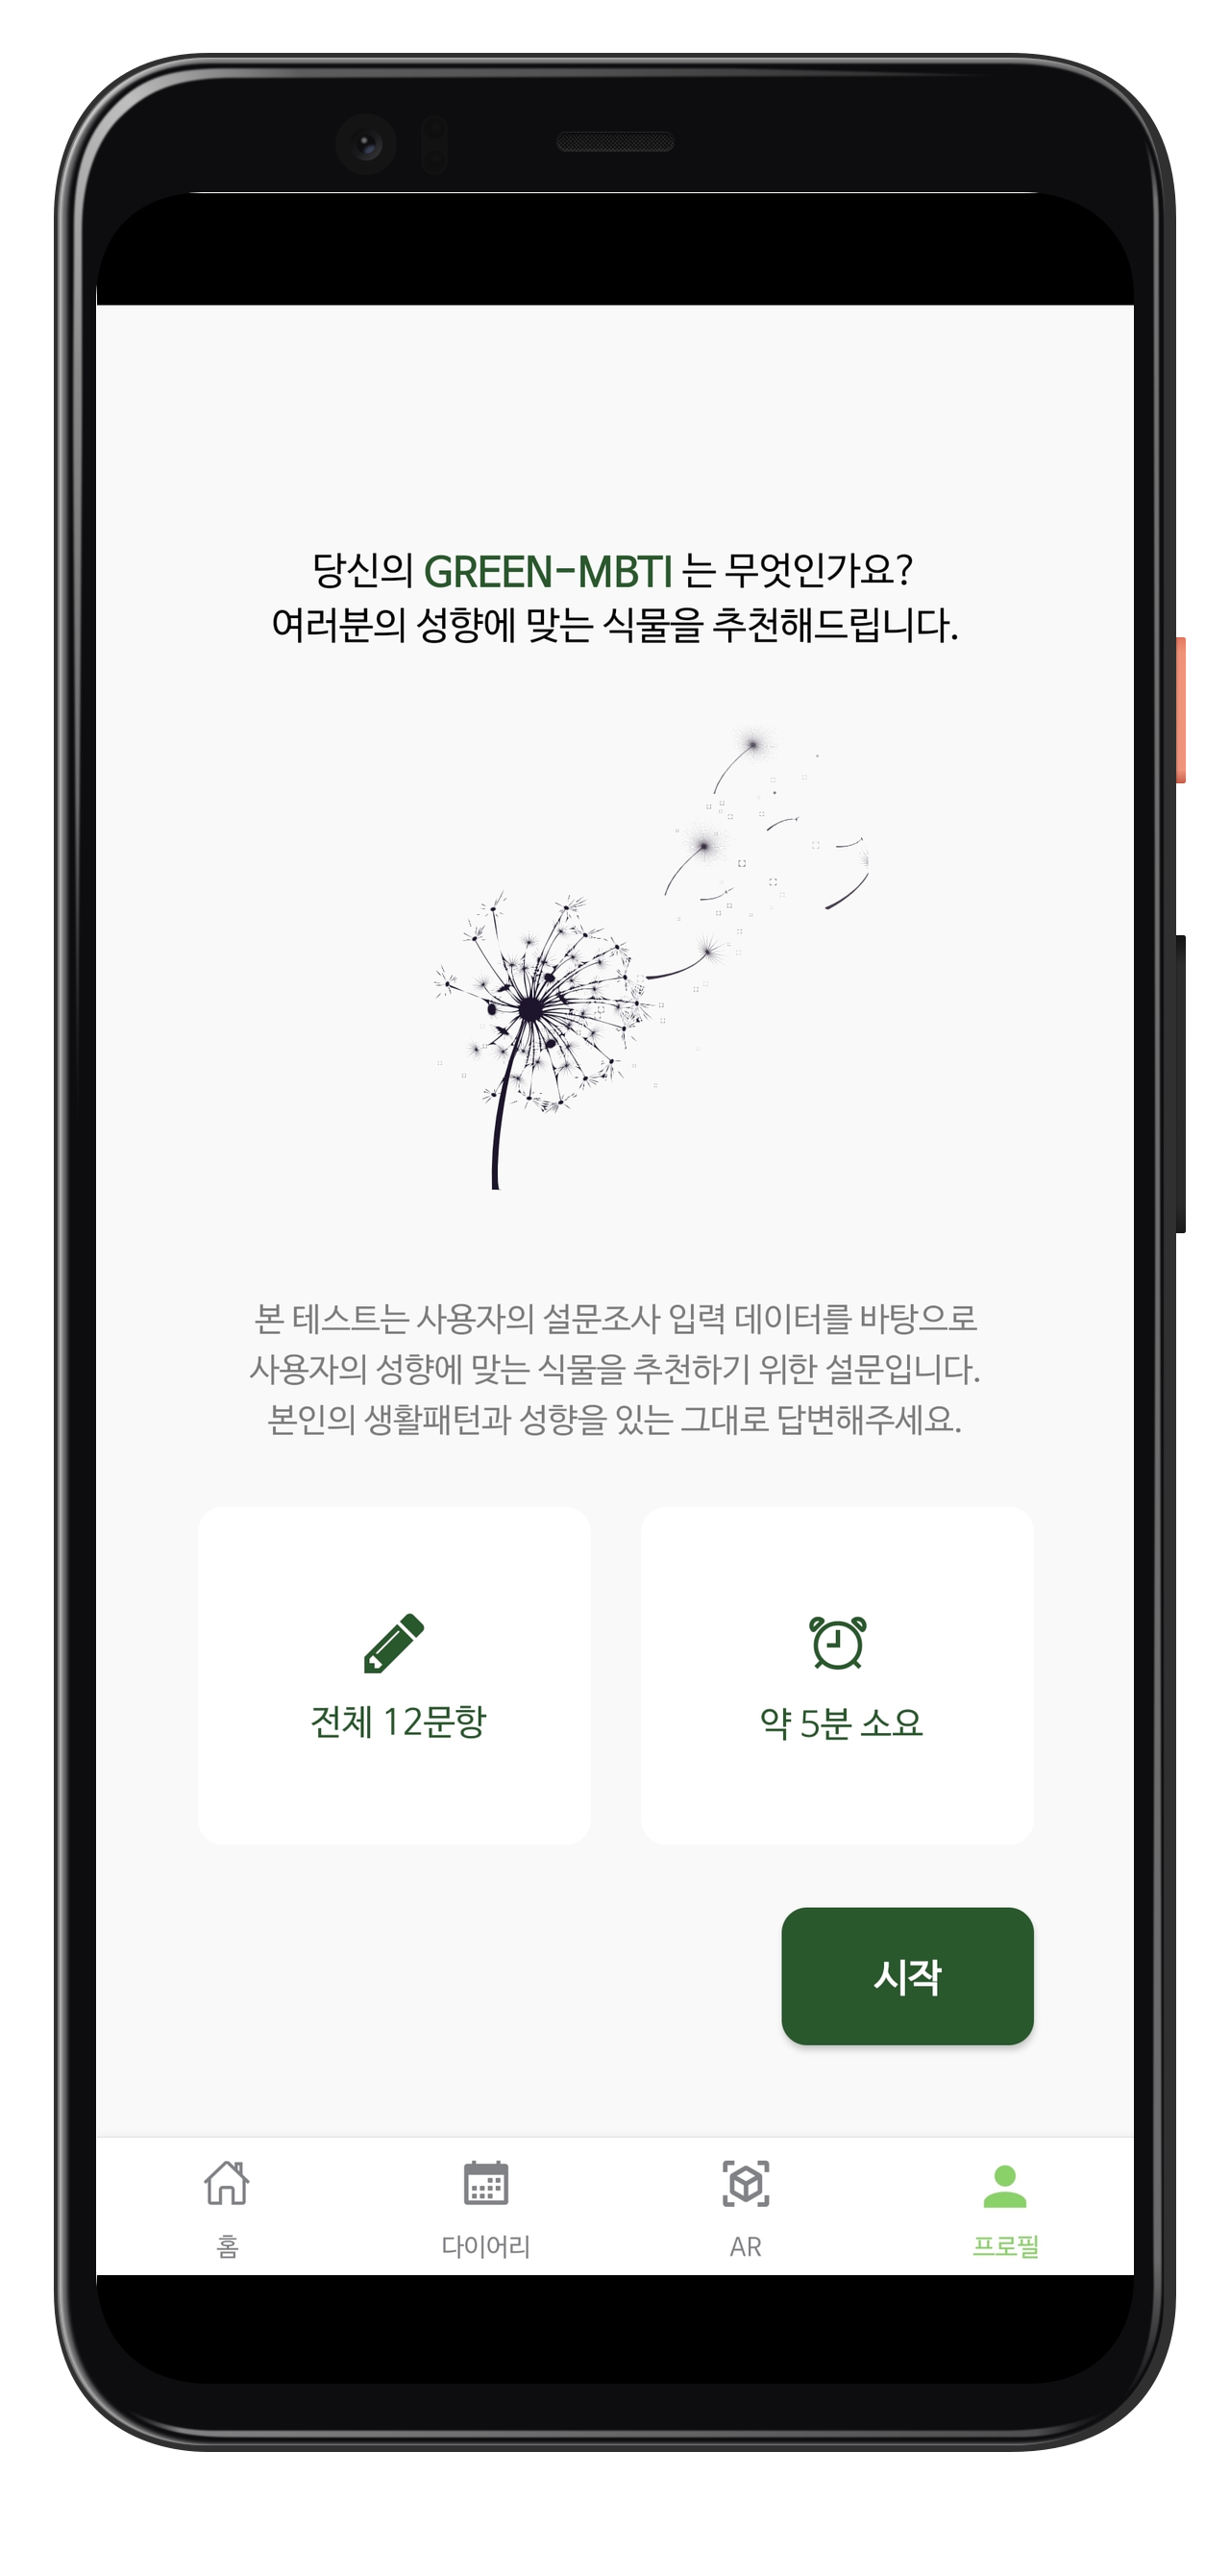 당신의 GREEN-MBTI 는 무엇인가요?
여러분의 성향에 맞는 식물을 추천해드립니다.
본 테스트는 사용자의 설문조사 입력 데이터를 바탕으로
사용자의 성향에 맞는 식물을 추천하기 위한 설문입니다.
본인의 생활패턴과 성향을 있는 그대로 답변해주세요.
전체 12문항
약 5분 소요
시작
홈
다이어리
AR
프로필